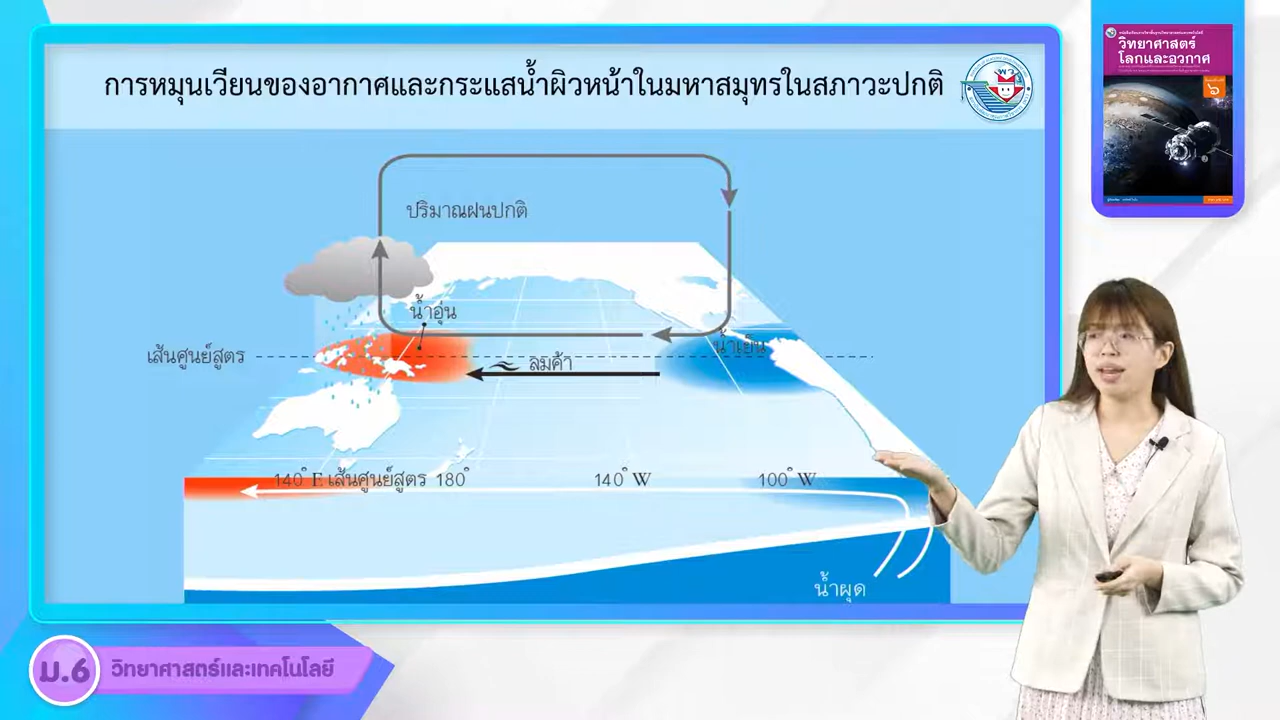 การหมุนเวียนของอากาศและกระแสน้ำผิวหน้าในมหาสมุทรในสภาวะปกติ
วิทยาศาสตร์
โลกและอวกาศ
๖
ปริมาณฝนปกติ
น้ำอุ่น
น้ำเย็น
เส้นศูนย์สูตร
ลมค้า
140° E เส้นศูนย์สูตร 180° 140° W 100° W
น้ำผุด
ม.6 วิทยาศาสตร์และเทคโนโลยี